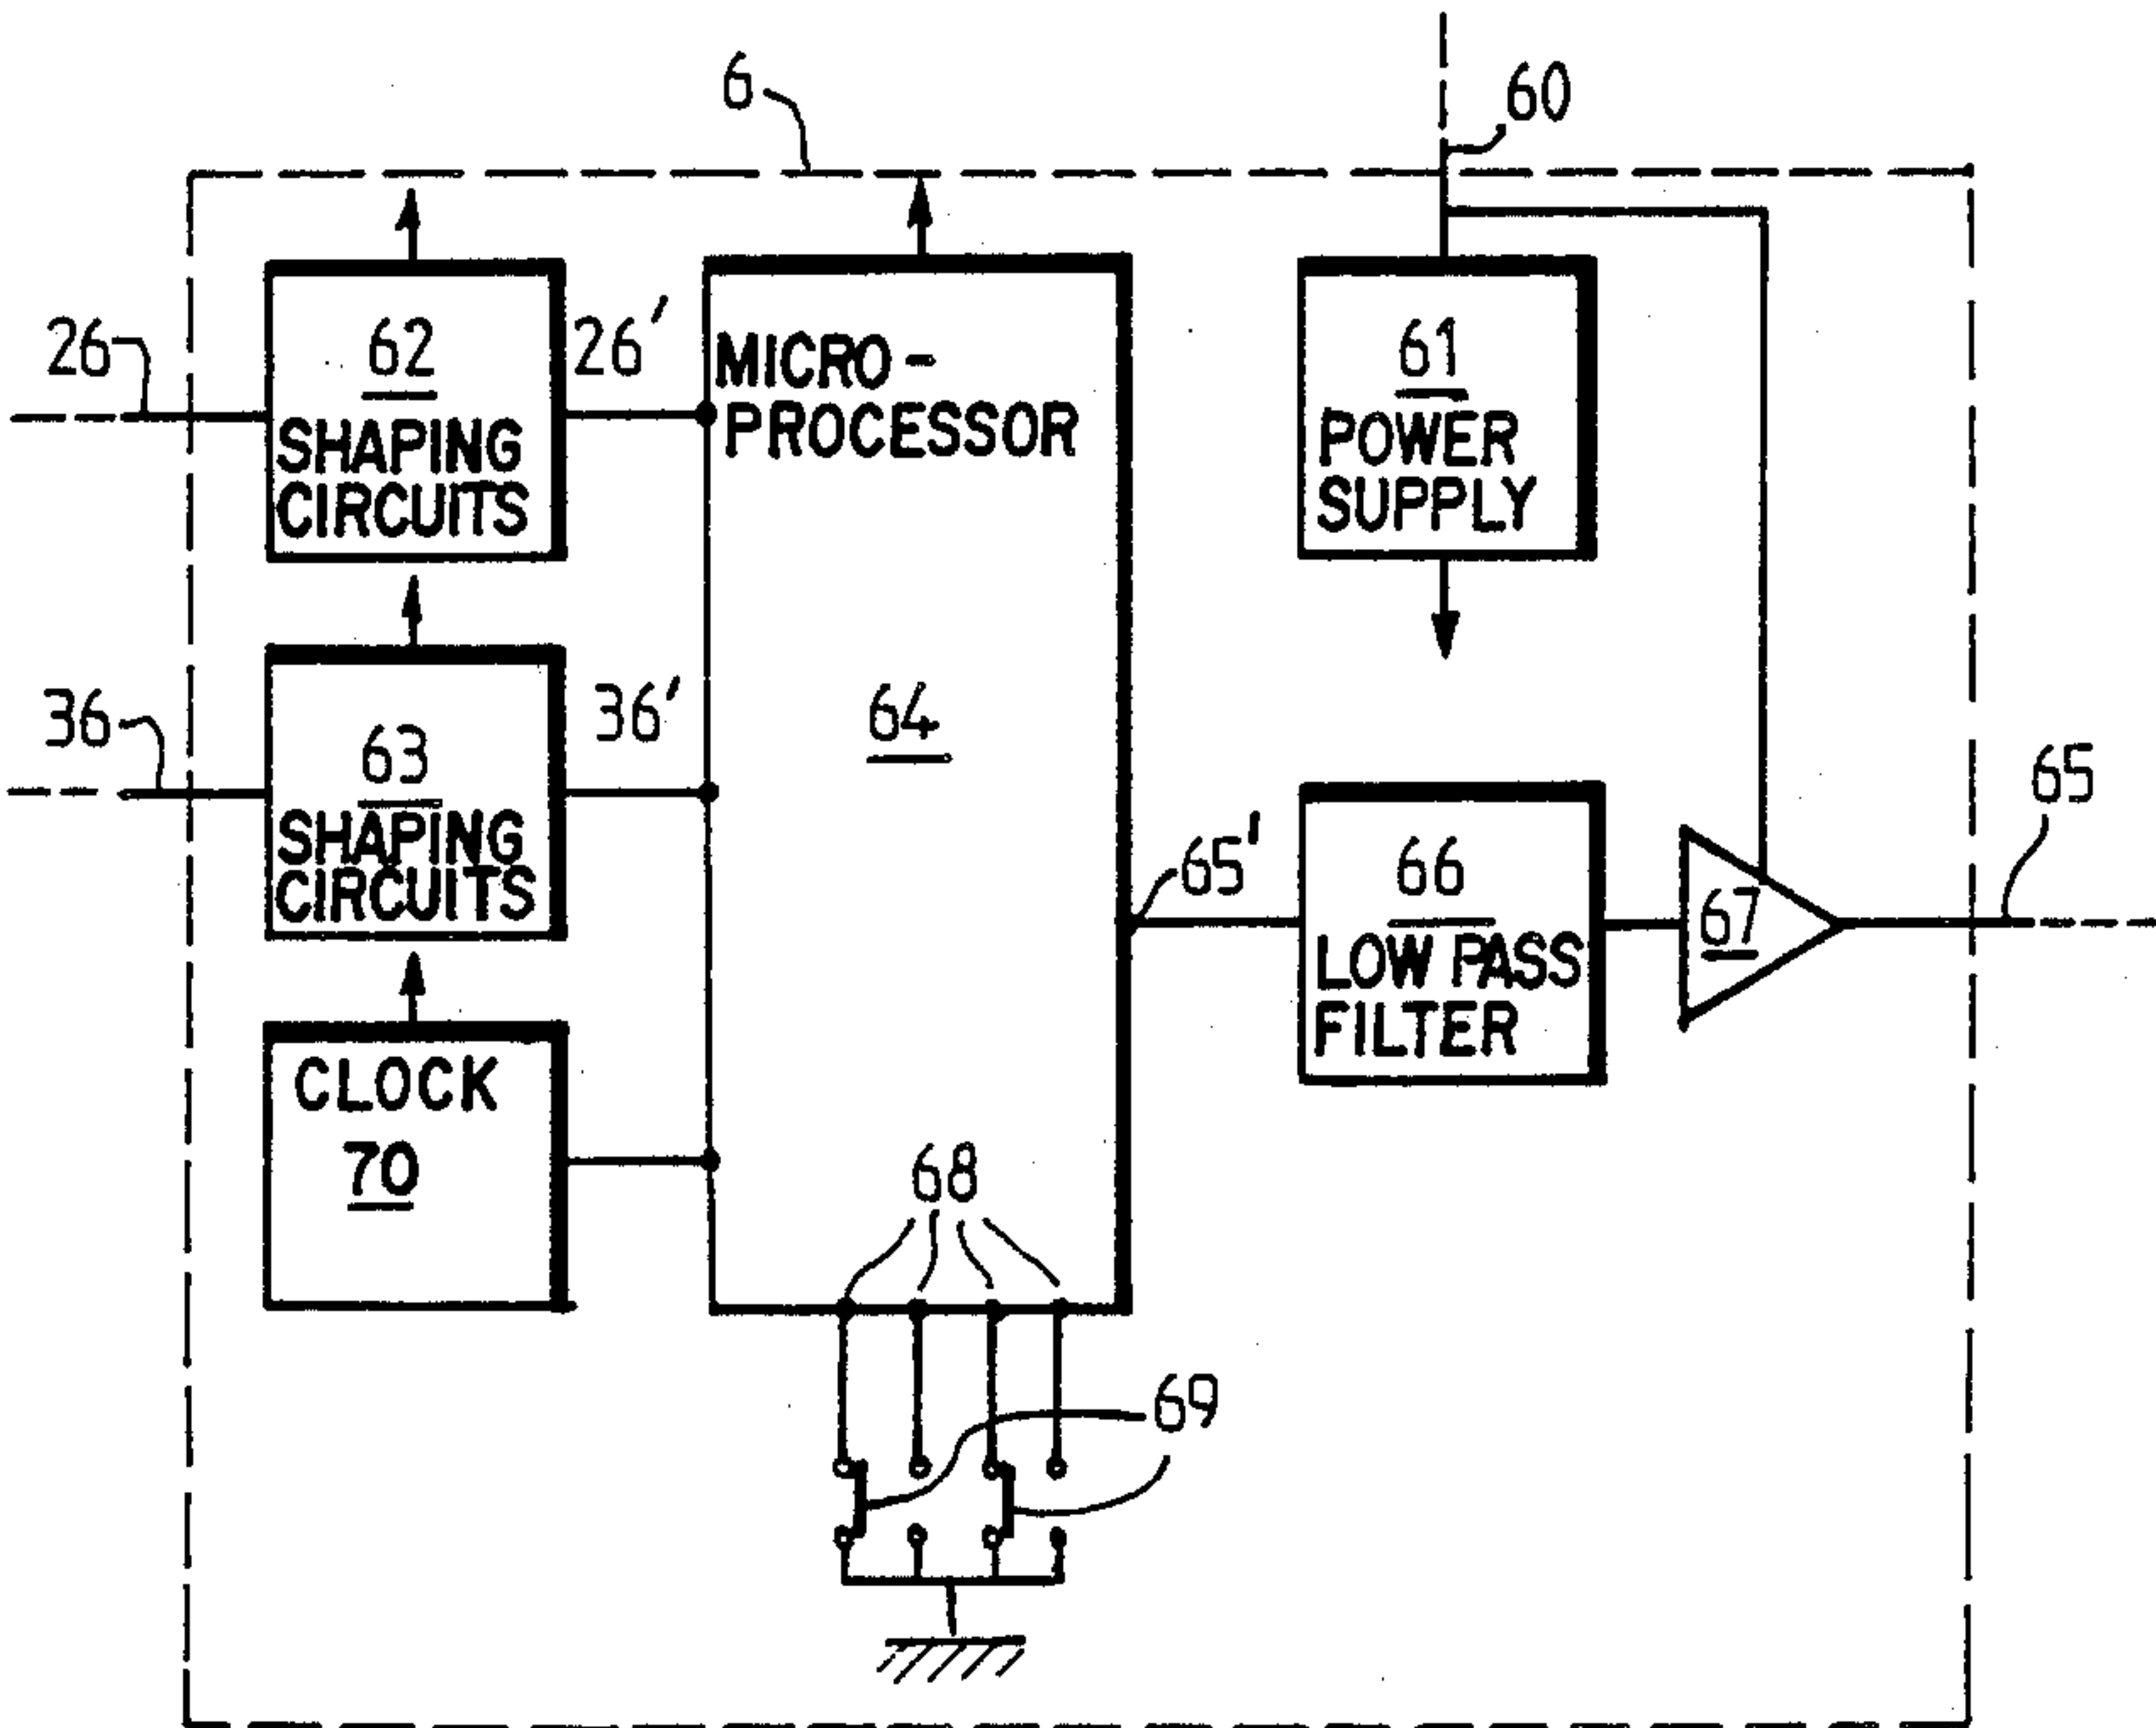 6
60
26
62
SHAPING
CIRCUITS
26'
MICRO-
PROCESSOR
61
POWER
SUPPLY
36
63
SHAPING
CIRCUITS
36'
64
65'
66
LOW PASS
FILTER
67
65
CLOCK
70
68
69